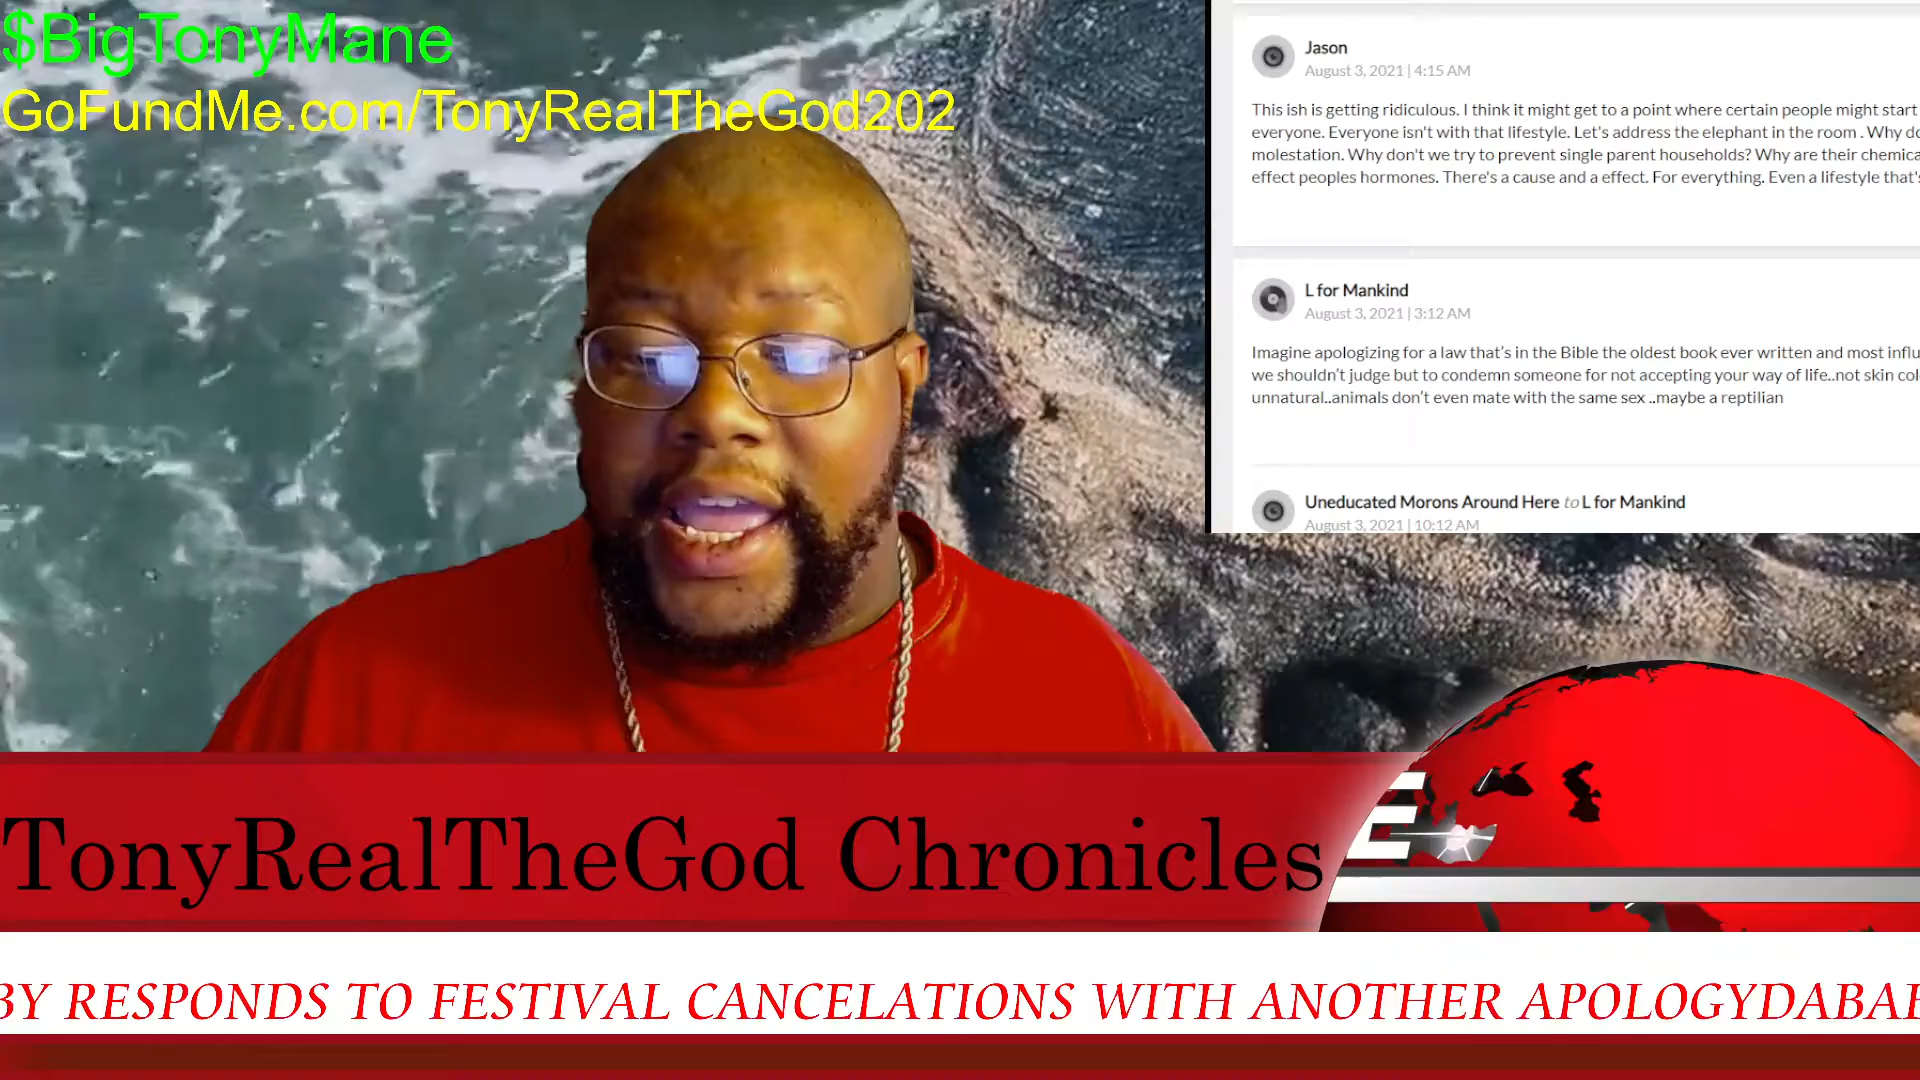 $BigTonyMane
GoFundMe.com/TonyRealTheGod202
Jason
August 3, 2021 | 4:15 AM
This ish is getting ridiculous. I think it might get to a point where certain people might start
everyone. Everyone isn't with that lifestyle. Let's address the elephant in the room . Why do
molestation. Why don't we try to prevent single parent households? Why are their chemica
effect peoples hormones. There's a cause and a effect. For everything. Even a lifestyle that's
L for Mankind
August 3, 2021 | 3:12 AM
Imagine apologizing for a law that's in the Bible the oldest book ever written and most influ
we shouldn't judge but to condemn someone for not accepting your way of life..not skin col
unnatural..animals don't even mate with the same sex ..maybe a reptilian
Uneducated Morons Around Here to L for Mankind
August 3, 2021 | 10:12 AM
TonyRealTheGod Chronicles
E
BY RESPONDS TO FESTIVAL CANCELATIONS WITH ANOTHER APOLOGYDABAB